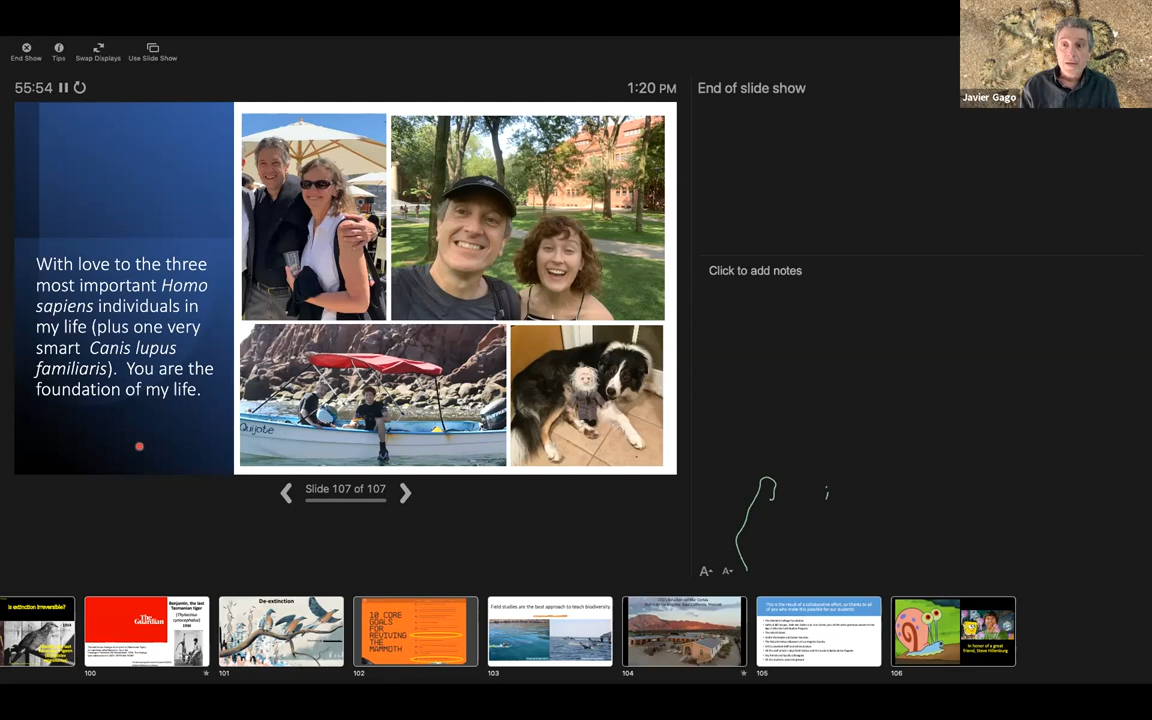 End Show
Tips
Swap Displays
Use Slide Show
55:54
1:20 PM
End of slide show
Javier Gago
With love to the three
most important Homo
sapiens individuals in
my life (plus one very
smart Canis lupus
familiaris). You are the
foundation of my life.
Quijote
Click to add notes
Slide 107 of 107
Is extinction irreversible?
1914
The
Guardian
Benjamin, the last
Tasmanian tiger
(Thylacinus
cynocephalus)
1936
De-extinction
10 CORE
GOALS
FOR
REVIVING
THE
MAMMOTH
Field studies are the best approach to teach biodiversity
This is the result of a collaborative effort, so thanks to all
of you who make this possible for our students!
In honor of a great
friend, Steve Hillenburg
100
101
102
103
104
105
106